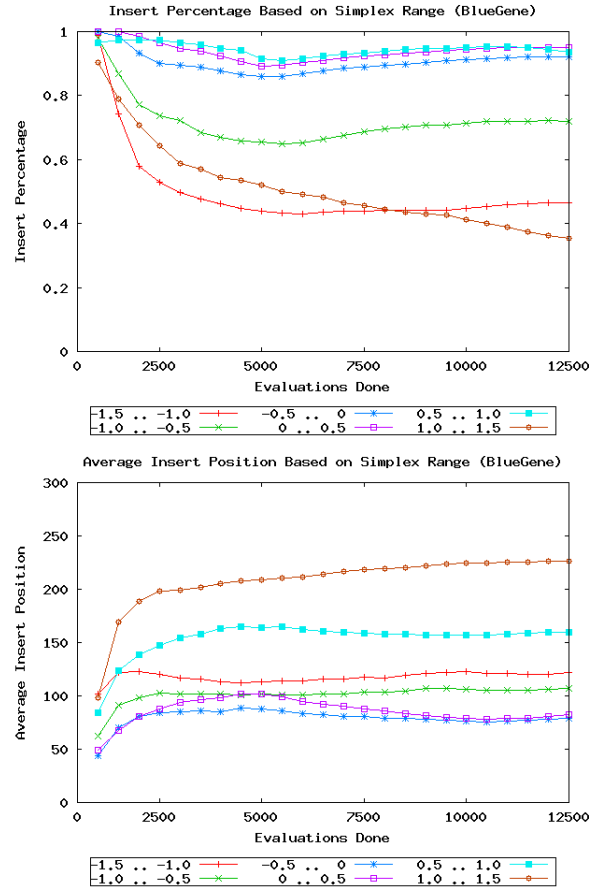 Insert Percentage Based on Simplex Range (BlueGene)
1
0.8
0.6
0.4
0.2
0
Insert Percentage
0 2500 5000 7500 10000 12500
Evaluations Done
-1.5 .. -1.0 -0.5 .. 0 0.5 .. 1.0
-1.0 .. -0.5 0 .. 0.5 1.0 .. 1.5
Average Insert Position Based on Simplex Range (BlueGene)
300
250
200
150
100
50
0
Average Insert Position
0 2500 5000 7500 10000 12500
Evaluations Done
-1.5 .. -1.0 -0.5 .. 0 0.5 .. 1.0
-1.0 .. -0.5 0 .. 0.5 1.0 .. 1.5